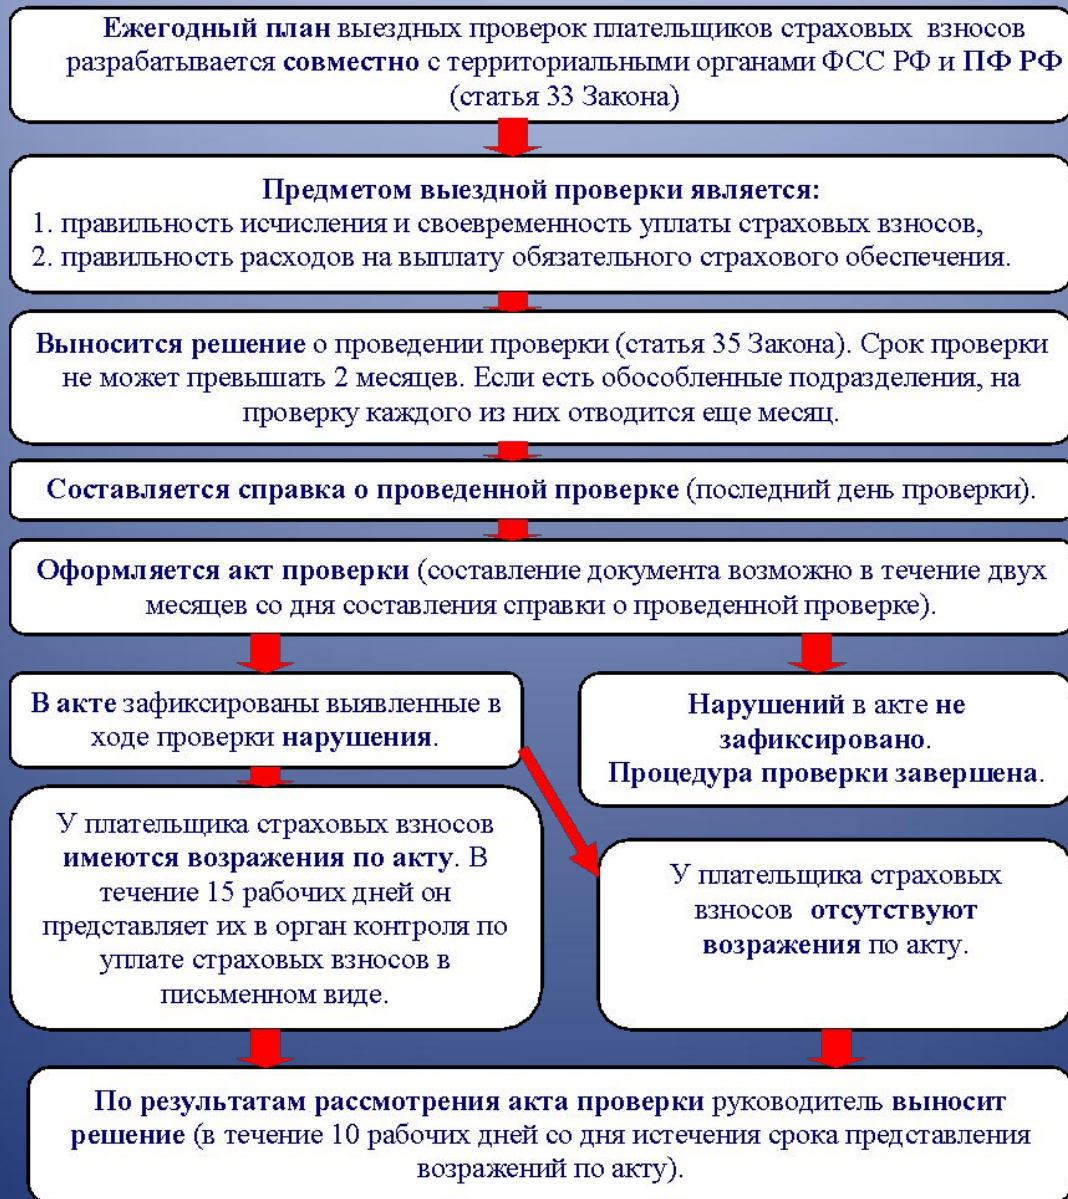 Ежегодный план выездных проверок плательщиков страховых взносов
разрабатывается совместно с территориальными органами ФСС РФ и ПФ РФ
(статья 33 Закона)
Предметом выездной проверки является:
1. правильность исчисления и своевременность уплаты страховых взносов,
2. правильность расходов на выплату обязательного страхового обеспечения.
Выносится решение о проведении проверки (статья 35 Закона). Срок проверки
не может превышать 2 месяцев. Если есть обособленные подразделения, на
проверку каждого из них отводится еще месяц.
Составляется справка о проведенной проверке (последний день проверки).
Оформляется акт проверки (составление документа возможно в течение двух
месяцев со дня составления справки о проведенной проверке).
В акте зафиксированы выявленные в
ходе проверки нарушения.
Нарушений в акте не
зафиксировано.
Процедура проверки завершена.
У плательщика страховых взносов
имеются возражения по акту. В
течение 15 рабочих дней он
представляет их в орган контроля по
уплате страховых взносов в
письменном виде.
У плательщика страховых
взносов отсутствуют
возражения по акту.
По результатам рассмотрения акта проверки руководитель выносит
решение (в течение 10 рабочих дней со дня истечения срока представления
возражений по акту).